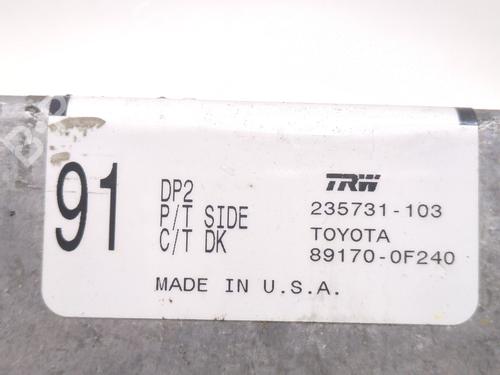 91
DP2
P/T SIDE
C/T DK
TRW
235731-103
TOYOTA
89170-0F240
MADE IN U.S.A.